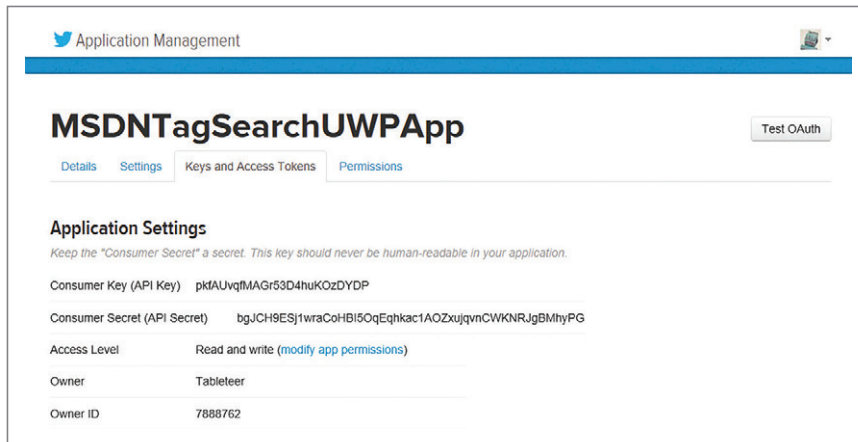 Application Management
MSDNTagSearchUWPApp
Test OAuth
Details Settings Keys and Access Tokens Permissions
Application Settings
Keep the "Consumer Secret" a secret. This key should never be human-readable in your application.
Consumer Key (API Key) pkfAUvqfMAGr53D4huKOzDYDP
Consumer Secret (API Secret) bgJCH9ESj1wraCoHBI5OqEqhkac1AOZxujqvnCWKNRJgBMhyPG
Access Level Read and write (modify app permissions)
Owner Tableteer
Owner ID 7888762